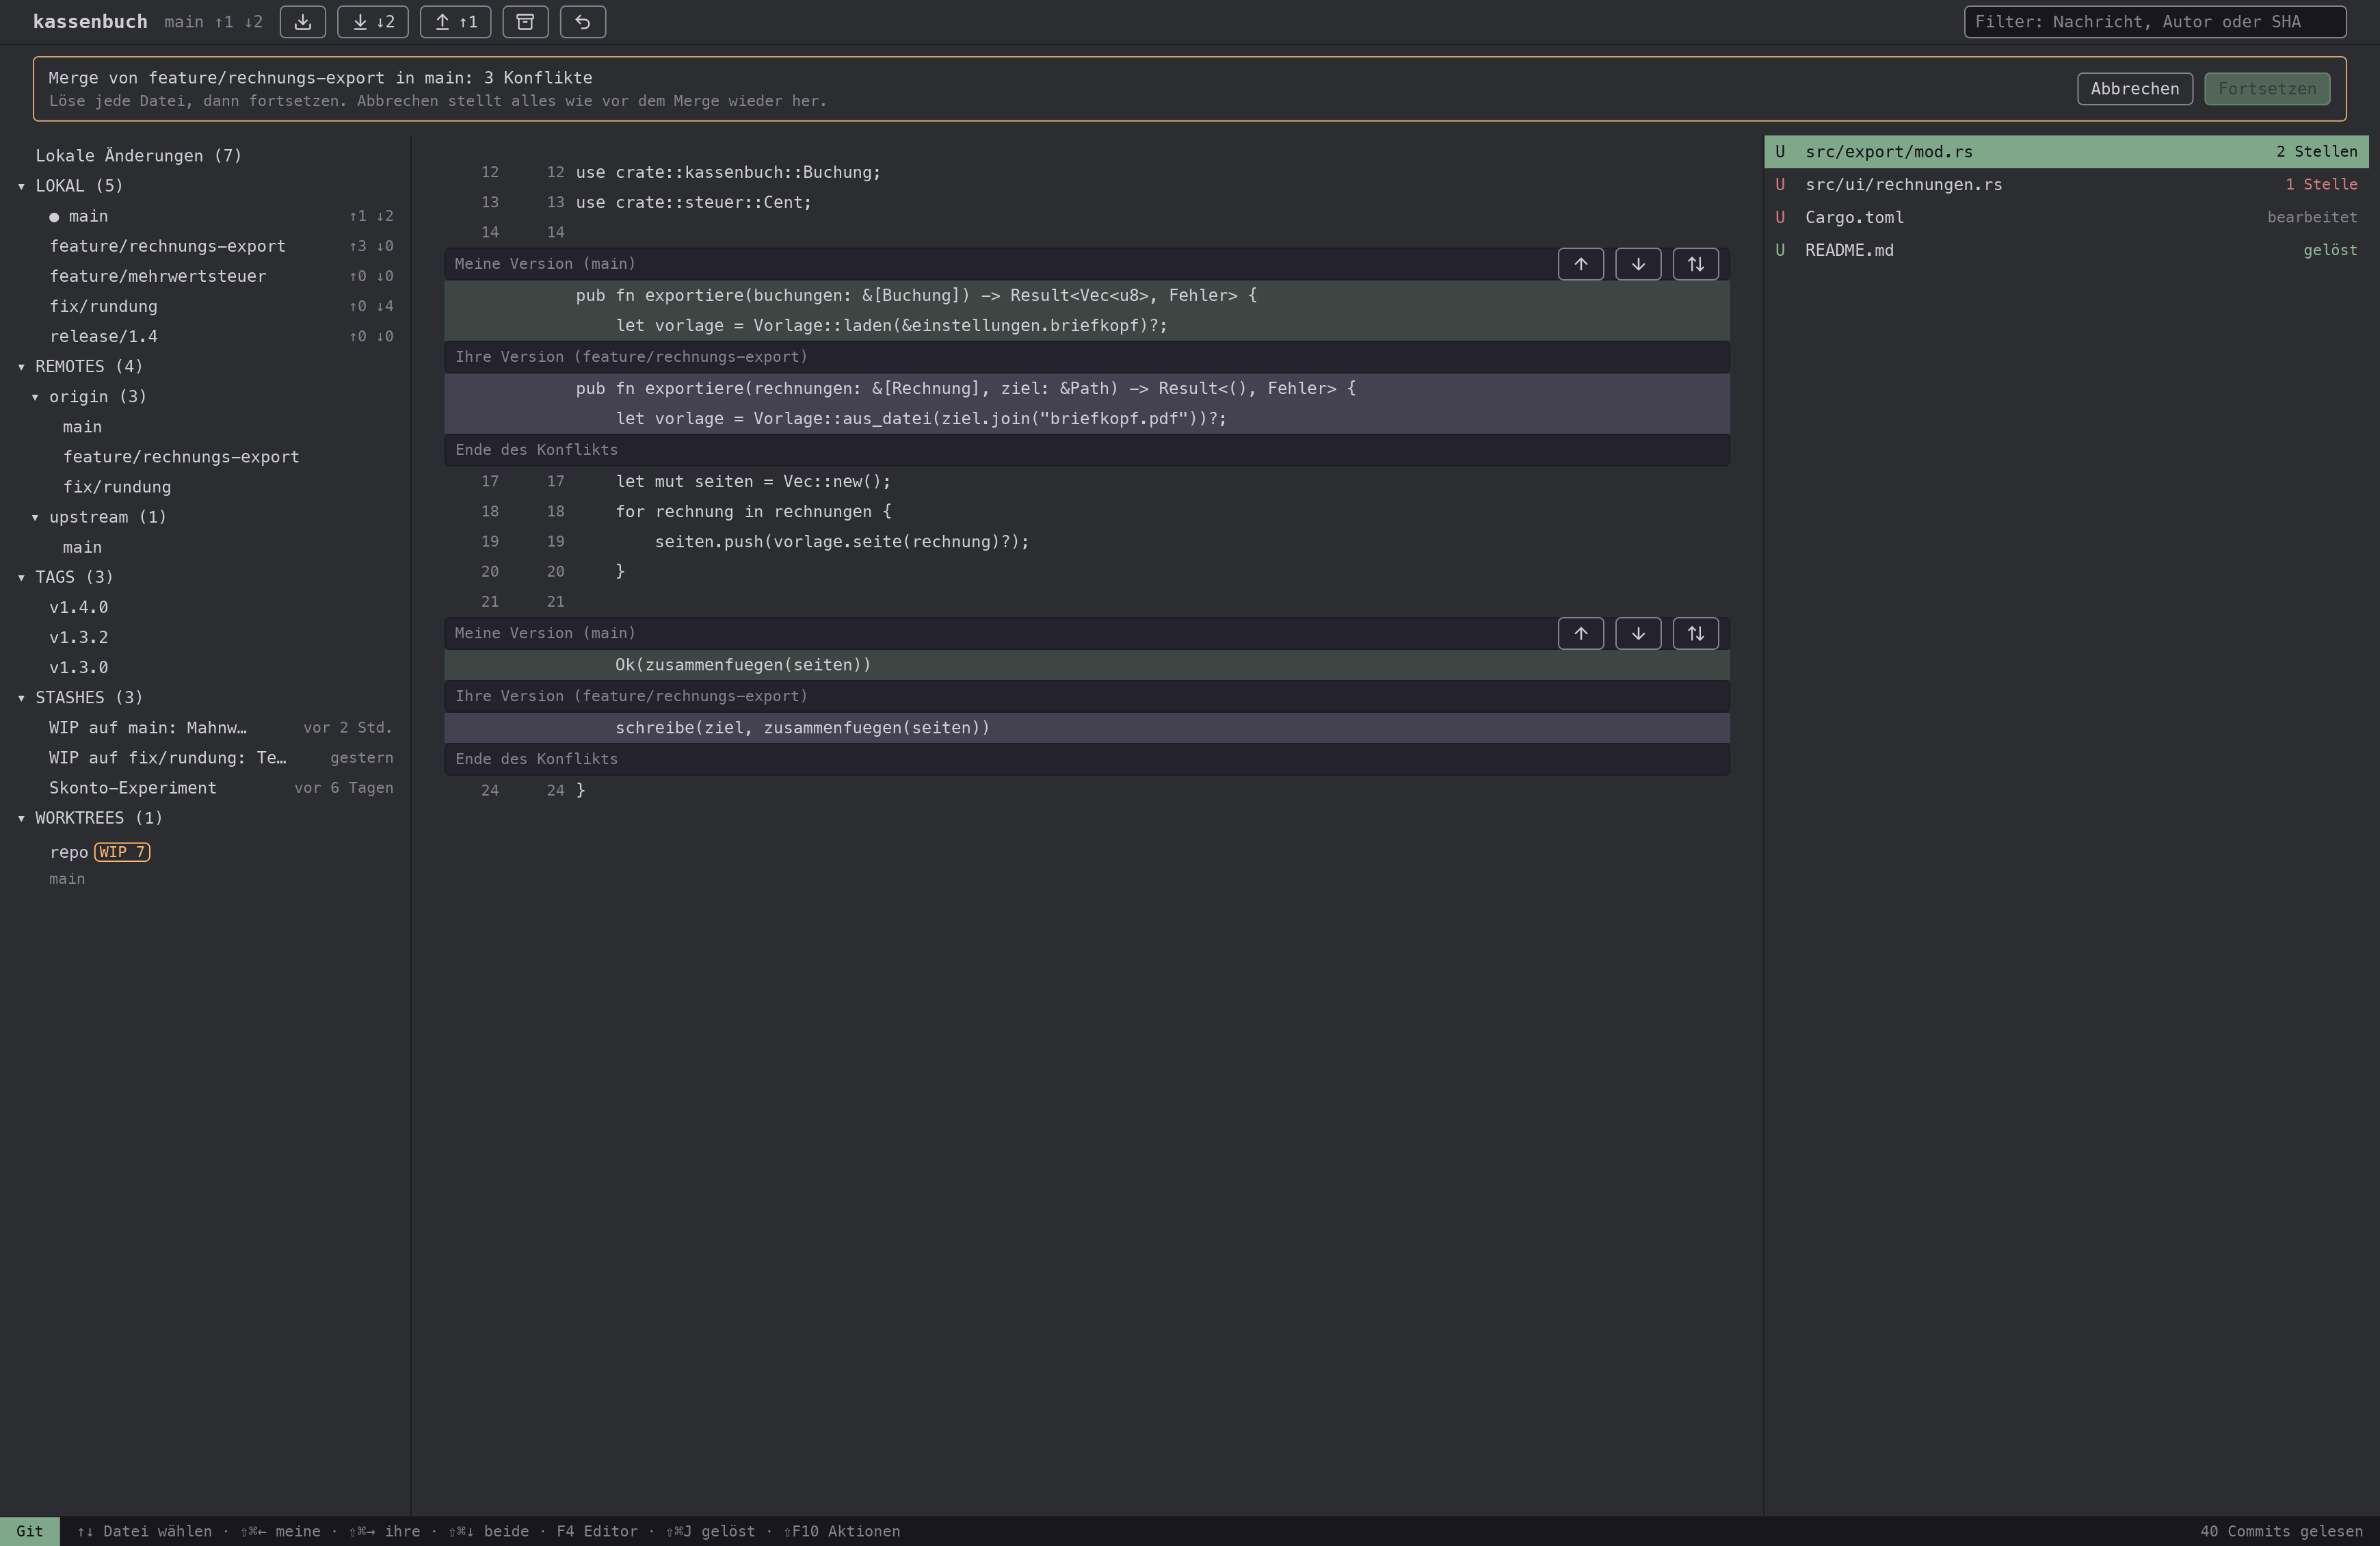 kassenbuch main ↑1 ↓2 ↓2 ↑1 Filter: Nachricht, Autor oder SHA
Merge von feature/rechnungs-export in main: 3 Konflikte
Löse jede Datei, dann fortsetzen. Abbrechen stellt alles wie vor dem Merge wieder her.
Abbrechen Fortsetzen
Lokale Änderungen (7)
▾ LOKAL (5)
● main ↑1 ↓2
feature/rechnungs-export ↑3 ↓0
feature/mehrwertsteuer ↑0 ↓0
fix/rundung ↑0 ↓4
release/1.4 ↑0 ↓0
▾ REMOTES (4)
▾ origin (3)
main
feature/rechnungs-export
fix/rundung
▾ upstream (1)
main
▾ TAGS (3)
v1.4.0
v1.3.2
v1.3.0
▾ STASHES (3)
WIP auf main: Mahnw… vor 2 Std.
WIP auf fix/rundung: Te… gestern
Skonto-Experiment vor 6 Tagen
▾ WORKTREES (1)
repo WIP 7
main
12 12 use crate::kassenbuch::Buchung;
13 13 use crate::steuer::Cent;
14 14
Meine Version (main)
pub fn exportiere(buchungen: &[Buchung]) -> Result<Vec<u8>, Fehler> {
let vorlage = Vorlage::laden(&einstellungen.briefkopf)?;
Ihre Version (feature/rechnungs-export)
pub fn exportiere(rechnungen: &[Rechnung], ziel: &Path) -> Result<(), Fehler> {
let vorlage = Vorlage::aus_datei(ziel.join("briefkopf.pdf"))?;
Ende des Konflikts
17 17 let mut seiten = Vec::new();
18 18 for rechnung in rechnungen {
19 19 seiten.push(vorlage.seite(rechnung)?);
20 20 }
21 21
Meine Version (main)
Ok(zusammenfuegen(seiten))
Ihre Version (feature/rechnungs-export)
schreibe(ziel, zusammenfuegen(seiten))
Ende des Konflikts
24 24 }
U src/export/mod.rs 2 Stellen
U src/ui/rechnungen.rs 1 Stelle
U Cargo.toml bearbeitet
U README.md gelöst
Git ↑↓ Datei wählen · ⇧⌘← meine · ⇧⌘→ ihre · ⇧⌘↓ beide · F4 Editor · ⇧⌘J gelöst · ⇧F10 Aktionen 40 Commits gelesen